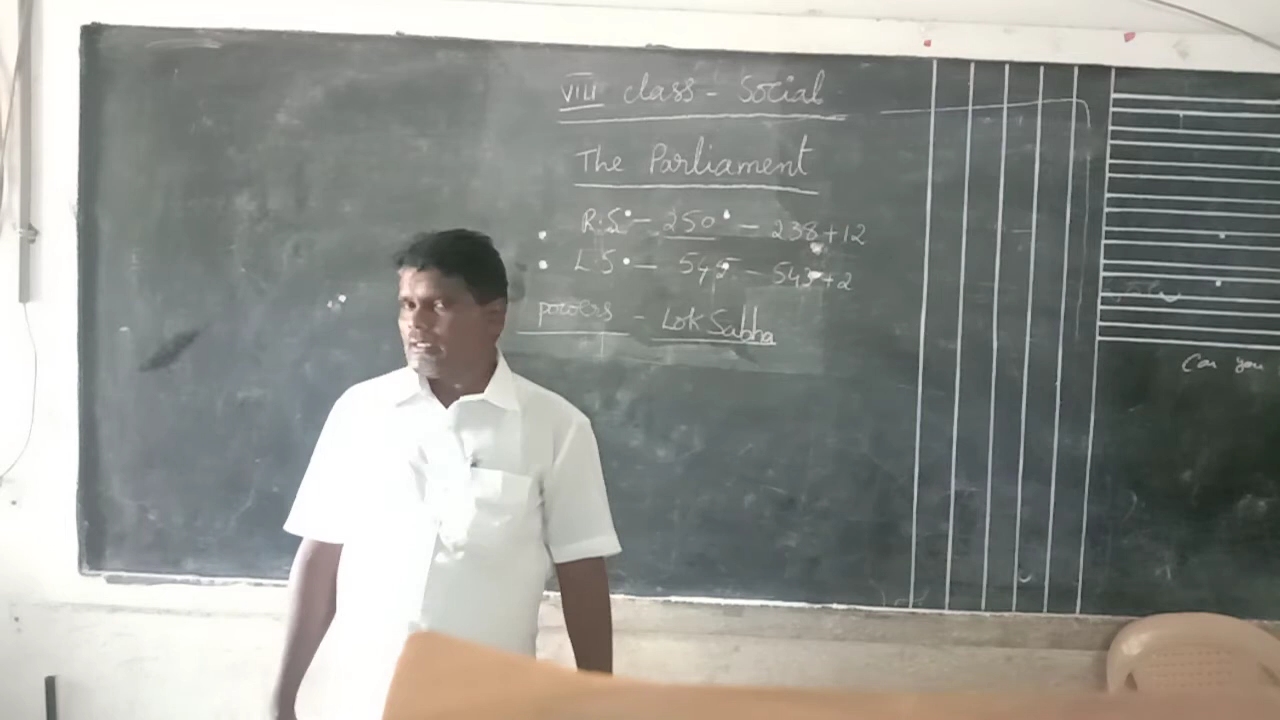 VIII class - Social
The Parliament
R.S - 250 - 238+12
L.S - 545 - 543+2
powers - Lok Sabha
Can you